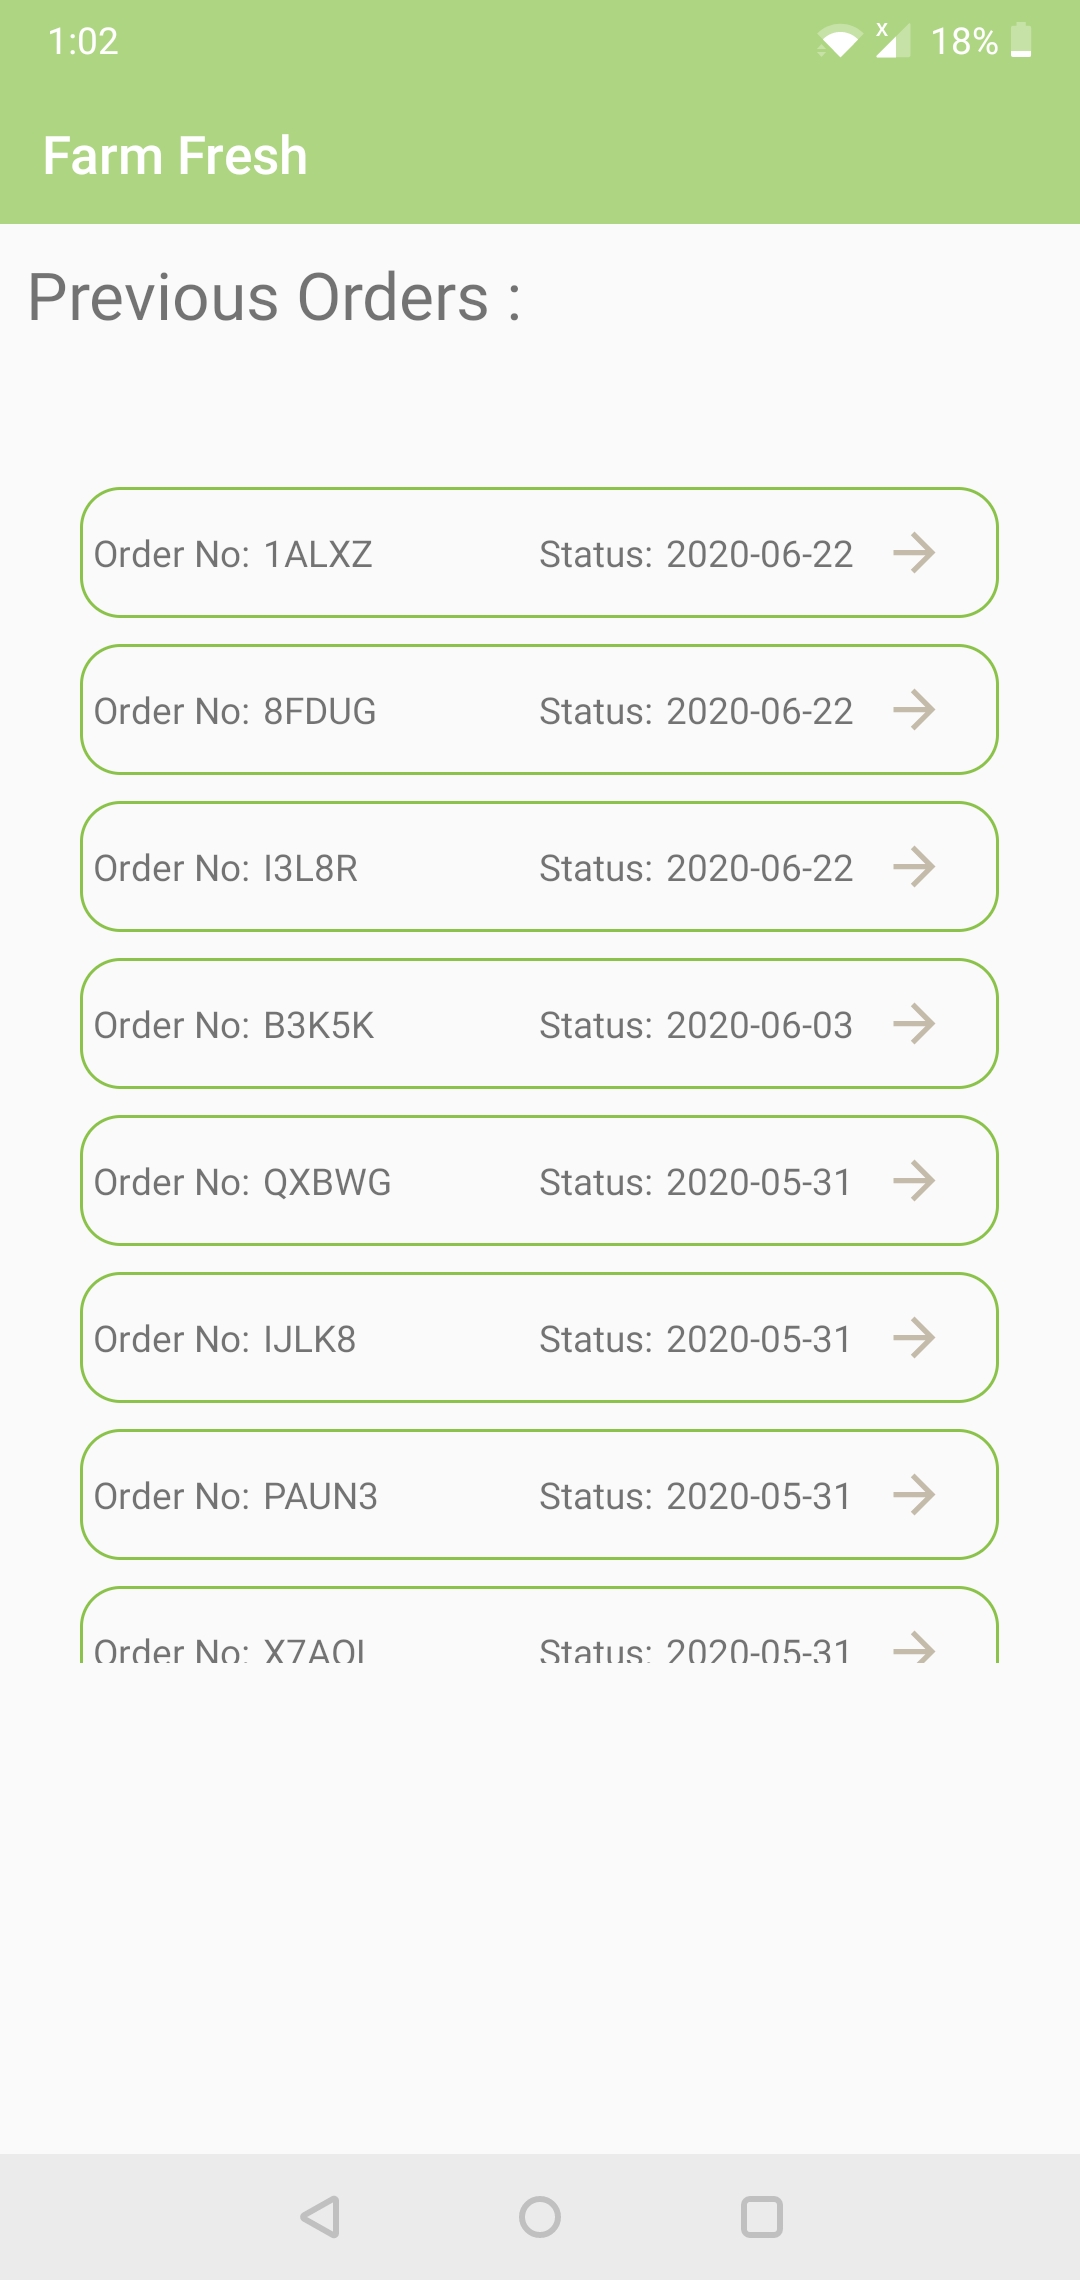 1:02
x
18%
Farm Fresh
Previous Orders :
Order No: 1ALXZ Status: 2020-06-22
Order No: 8FDUG Status: 2020-06-22
Order No: I3L8R Status: 2020-06-22
Order No: B3K5K Status: 2020-06-03
Order No: QXBWG Status: 2020-05-31
Order No: IJLK8 Status: 2020-05-31
Order No: PAUN3 Status: 2020-05-31
Order No: Status: 2020-05-31